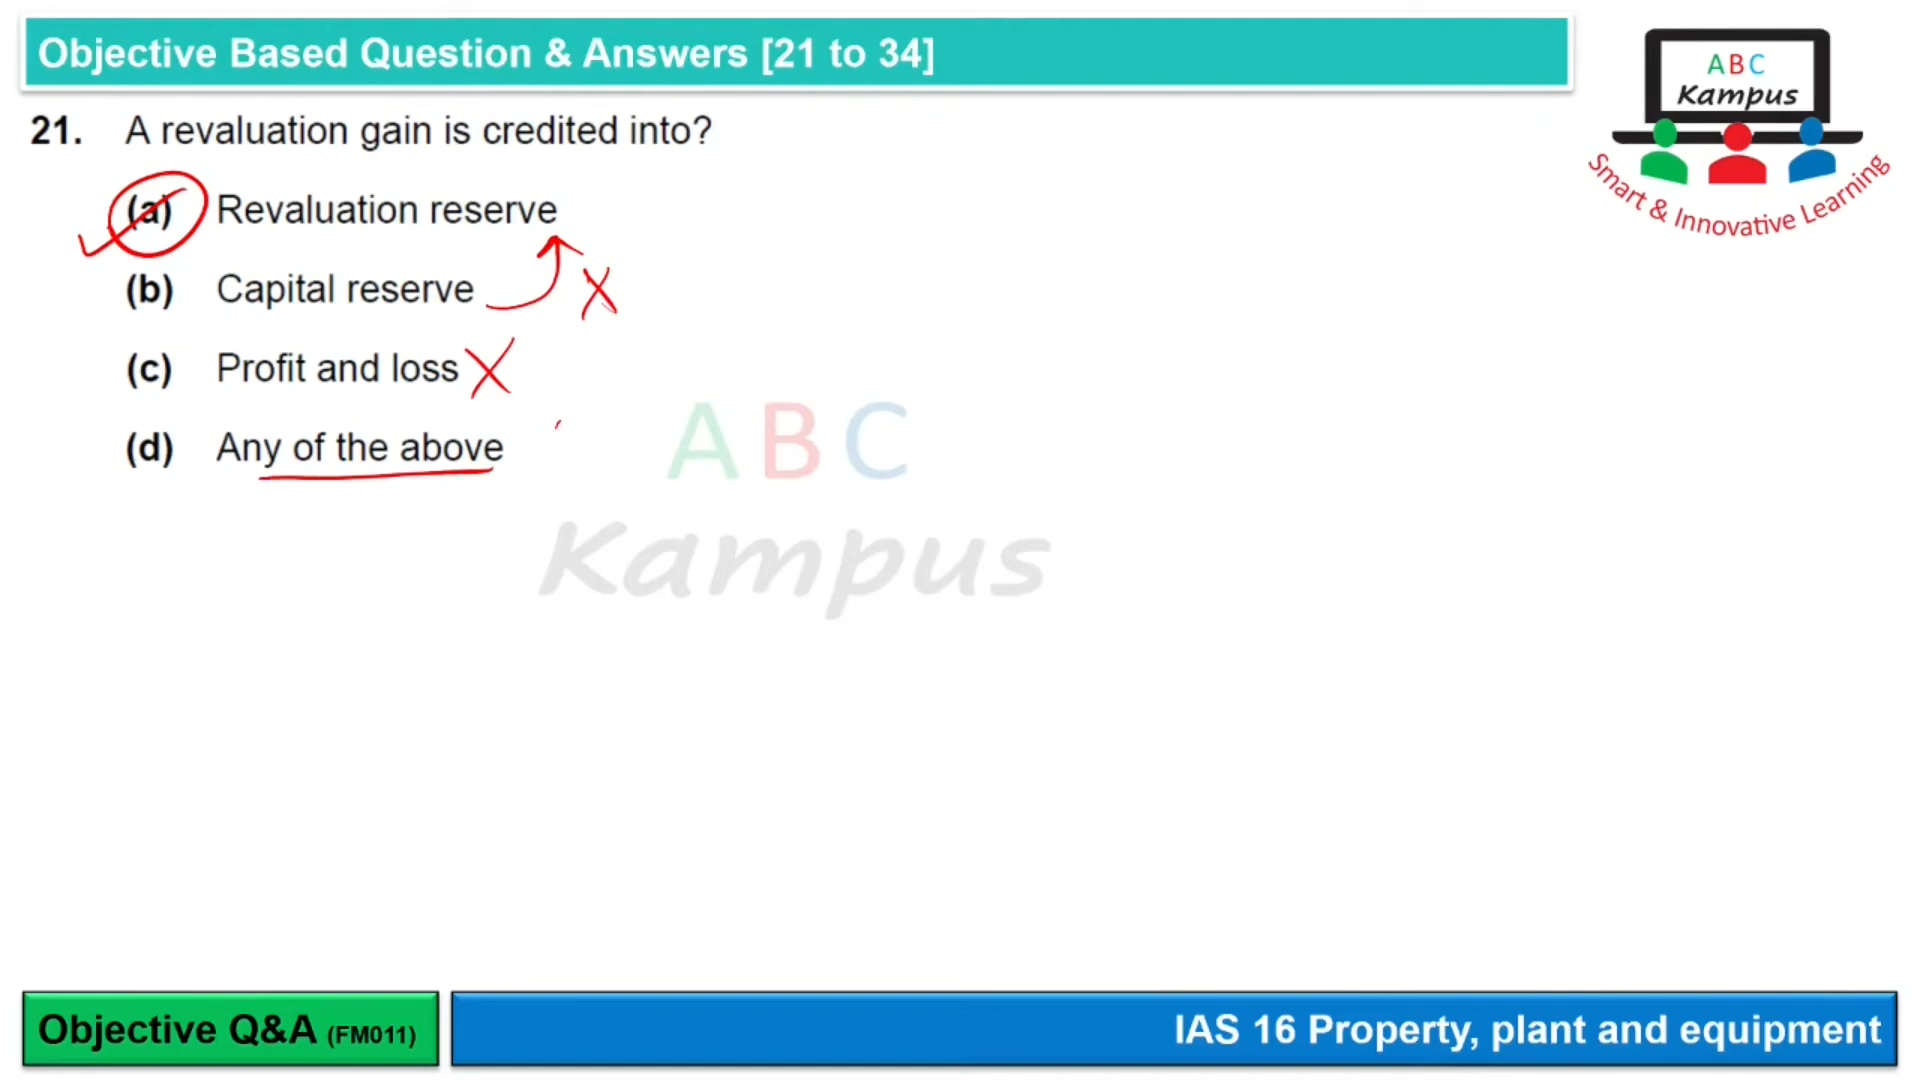 Objective Based Question & Answers [21 to 34]
ABC
Kampus
Smart & Innovative Learning
21. A revaluation gain is credited into?
(a) Revaluation reserve
(b) Capital reserve
(c) Profit and loss
(d) Any of the above
ABC
Kampus
Objective Q&A (FM011)
IAS 16 Property, plant and equipment